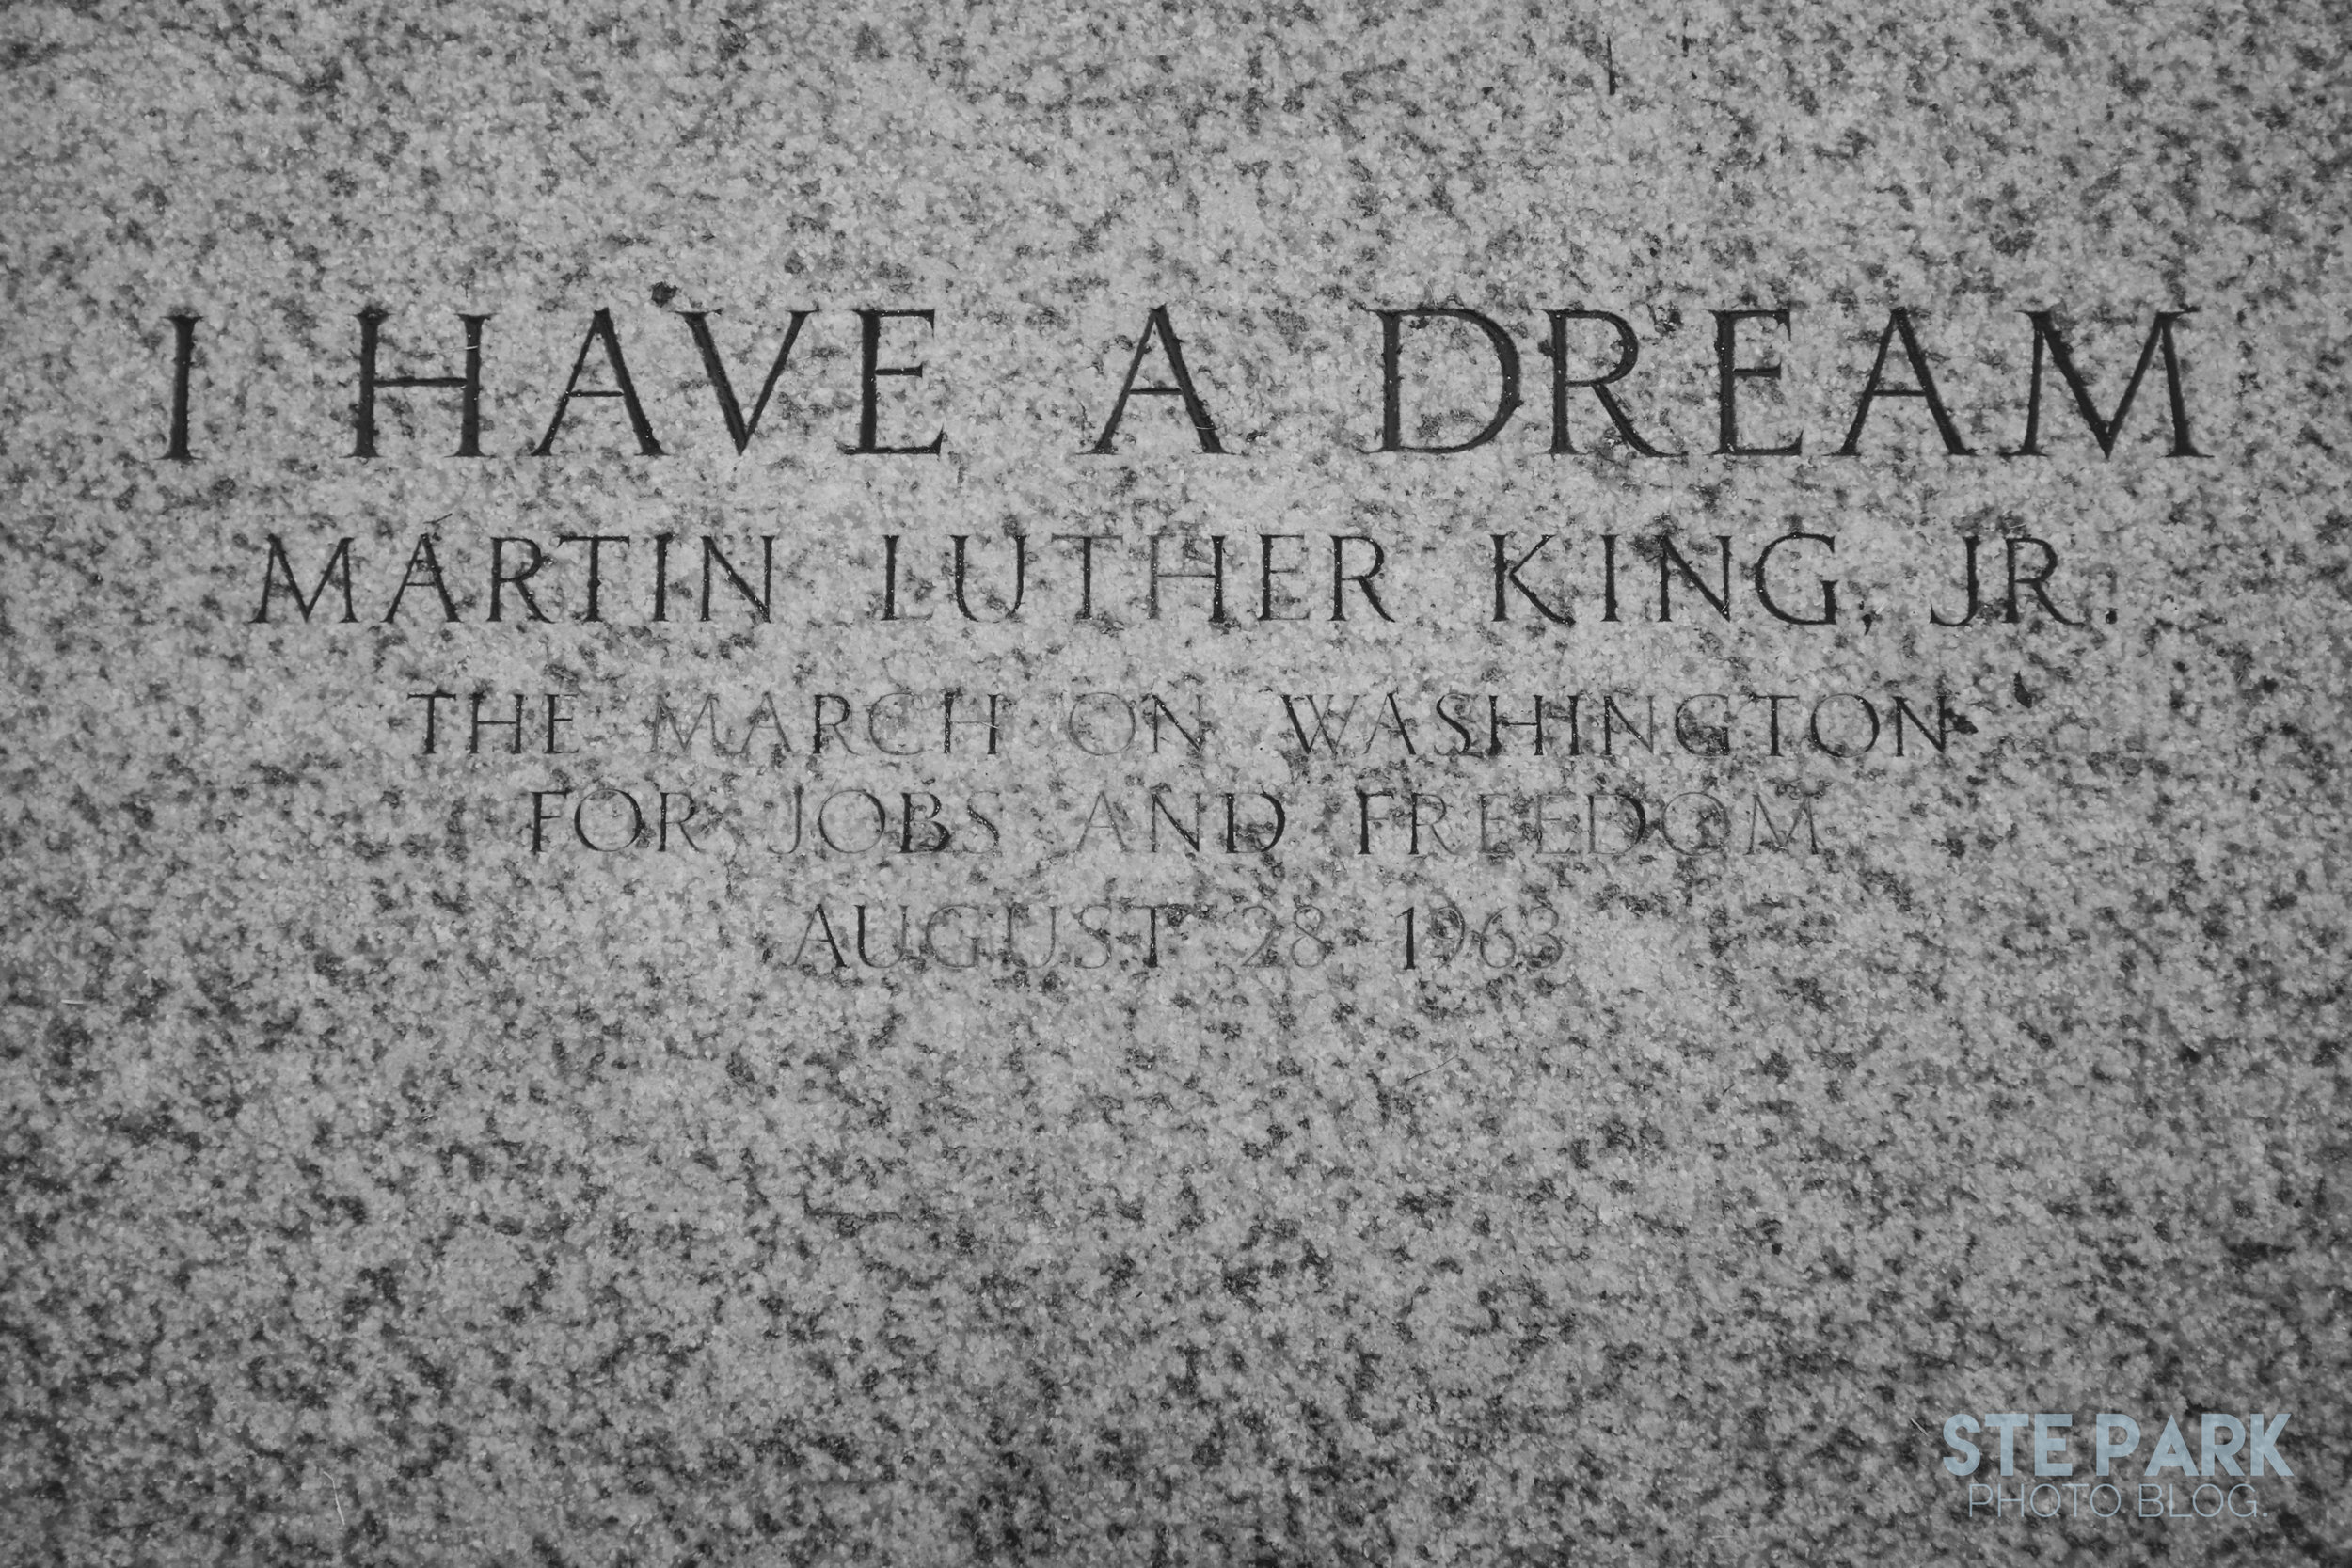 I HAVE A DREAM
MARTIN LUTHER KING, JR.
THE MARCH ON WASHINGTON
FOR JOBS AND FREEDOM
AUGUST 28 1963
STE PARK
PHOTO BLOG.